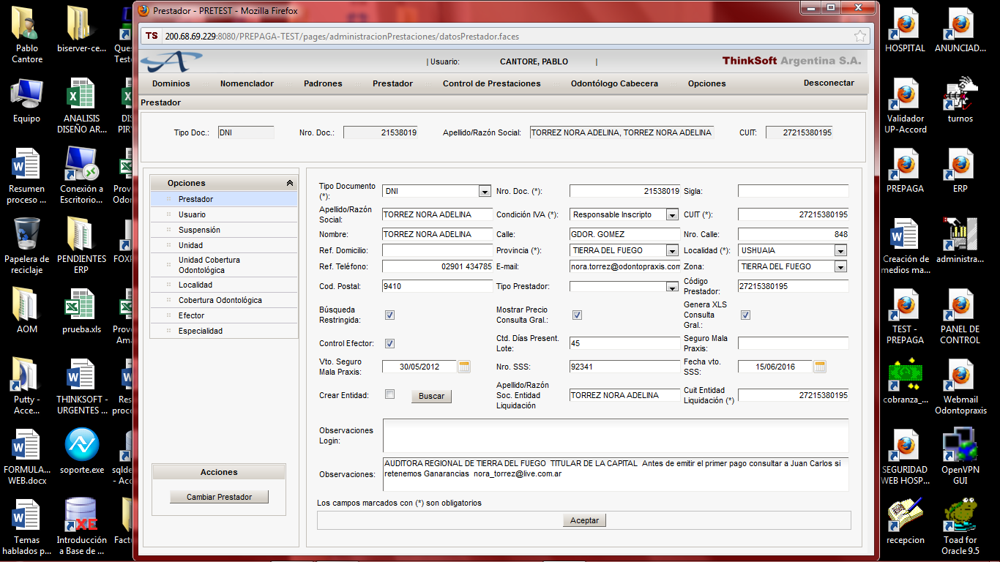 Prestador - PRETEST - Mozilla Firefox
TS 200.68.69.229:8080/PREPAGA-TEST/pages/administracionPrestaciones/datosPrestador.faces
Usuario: CANTORE, PABLO
ThinkSoft Argentina S.A.
Dominios Nomenclador Padrones Prestador Control de Prestaciones Odontólogo Cabecera Opciones Desconectar
Prestador
Tipo Doc.: DNI Nro. Doc.: 21538019 Apellido/Razón Social: TORREZ NORA ADELINA, TORREZ NORA ADELINA CUIT: 27215380195
Opciones
Prestador
Usuario
Suspensión
Unidad
Unidad Cobertura
Odontológica
Localidad
Cobertura Odontológica
Efector
Especialidad
Acciones
Cambiar Prestador
Tipo Documento
(*): DNI Nro. Doc. (*): 21538019 Sigla:
Apellido/Razón
Social: TORREZ NORA ADELINA Condición IVA (*): Responsable Inscripto CUIT (*): 27215380195
Nombre: TORREZ NORA ADELINA Calle: GDOR. GOMEZ Nro. Calle: 848
Ref. Domicilio: Provincia (*): TIERRA DEL FUEGO Localidad (*): USHUAIA
Ref. Teléfono: 02901 434785 E-mail: nora.torrez@odontopraxis.com Zona: TIERRA DEL FUEGO
Cod. Postal: 9410 Tipo Prestador: Código
Prestador: 27215380195
Búsqueda
Restringida:
Mostrar Precio
Consulta Gral.:
Genera XLS
Consulta
Gral.:
Control Efector:
Ctd. Días Present.
Lote: 45
Seguro Mala
Praxis:
Vto. Seguro
Mala Praxis: 30/05/2012
Nro. SSS: 92341
Fecha vto.
SSS: 15/06/2016
Crear Entidad: Buscar
Apellido/Razón
Soc. Entidad
Liquidación TORREZ NORA ADELINA
Cuit Entidad
Liquidación (*) 27215380195
Observaciones
Login:
Observaciones:
AUDITORA REGIONAL DE TIERRA DEL FUEGO TITULAR DE LA CAPITAL Antes de emitir el primer pago consultar a Juan Carlos si
retenemos Ganarancias nora_torrez@live.com.ar
Los campos marcados con (*) son obligatorios
Aceptar
Pablo
Cantore
biserver-ce...
Equipo
ANALISIS
DISEÑO AR...
Resumen
proceso ...
Conexión a
Escritorio...
Papelera de
reciclaje
PENDIENTES
ERP
AOM
prueba.xls
Putty -
Acce...
THINKSOFT -
URGENTES ...
FORMULA...
WEB.docx
soporte.exe
Temas
hablados p...
XE
Introducción
a Base de ...
HOSPITAL
ANUNCIAD...
Validador
UP-Accord
turnos
PREPAGA
ERP
Creación de
medios ma...
administra...
TEST -
PREPAGA
PANEL DE
CONTROL
cobranza_...
Webmail
Odontopraxis
SEGURIDAD
WEB HOSP...
OpenVPN
GUI
recepcion
Toad for
Oracle 9.5